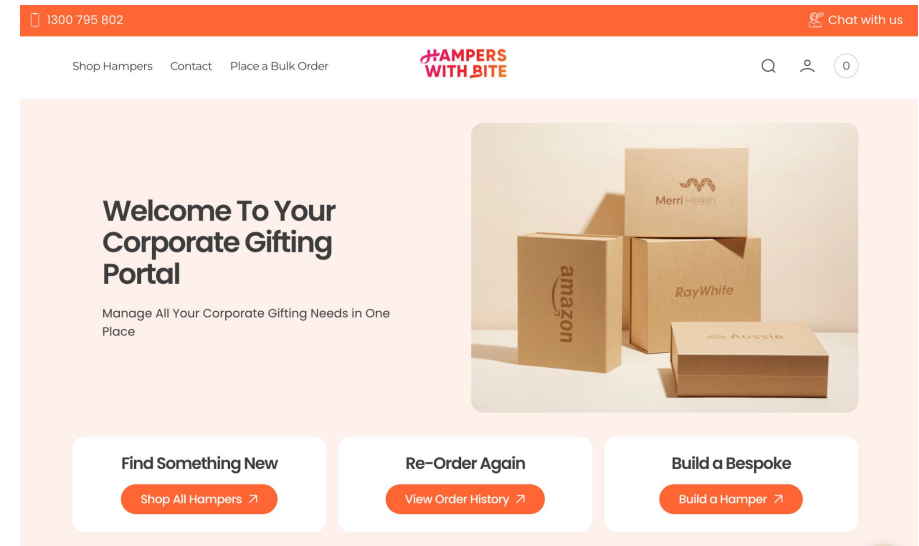 1300 795 802
Chat with us
Shop Hampers
Contact
Place a Bulk Order
HAMPERS
WITH BITE
0
Welcome To Your
Corporate Gifting
Portal
Manage All Your Corporate Gifting Needs in One
Place
Merri Health
amazon
RayWhite
Aussie
Find Something New
Shop All Hampers
Re-Order Again
View Order History
Build a Bespoke
Build a Hamper